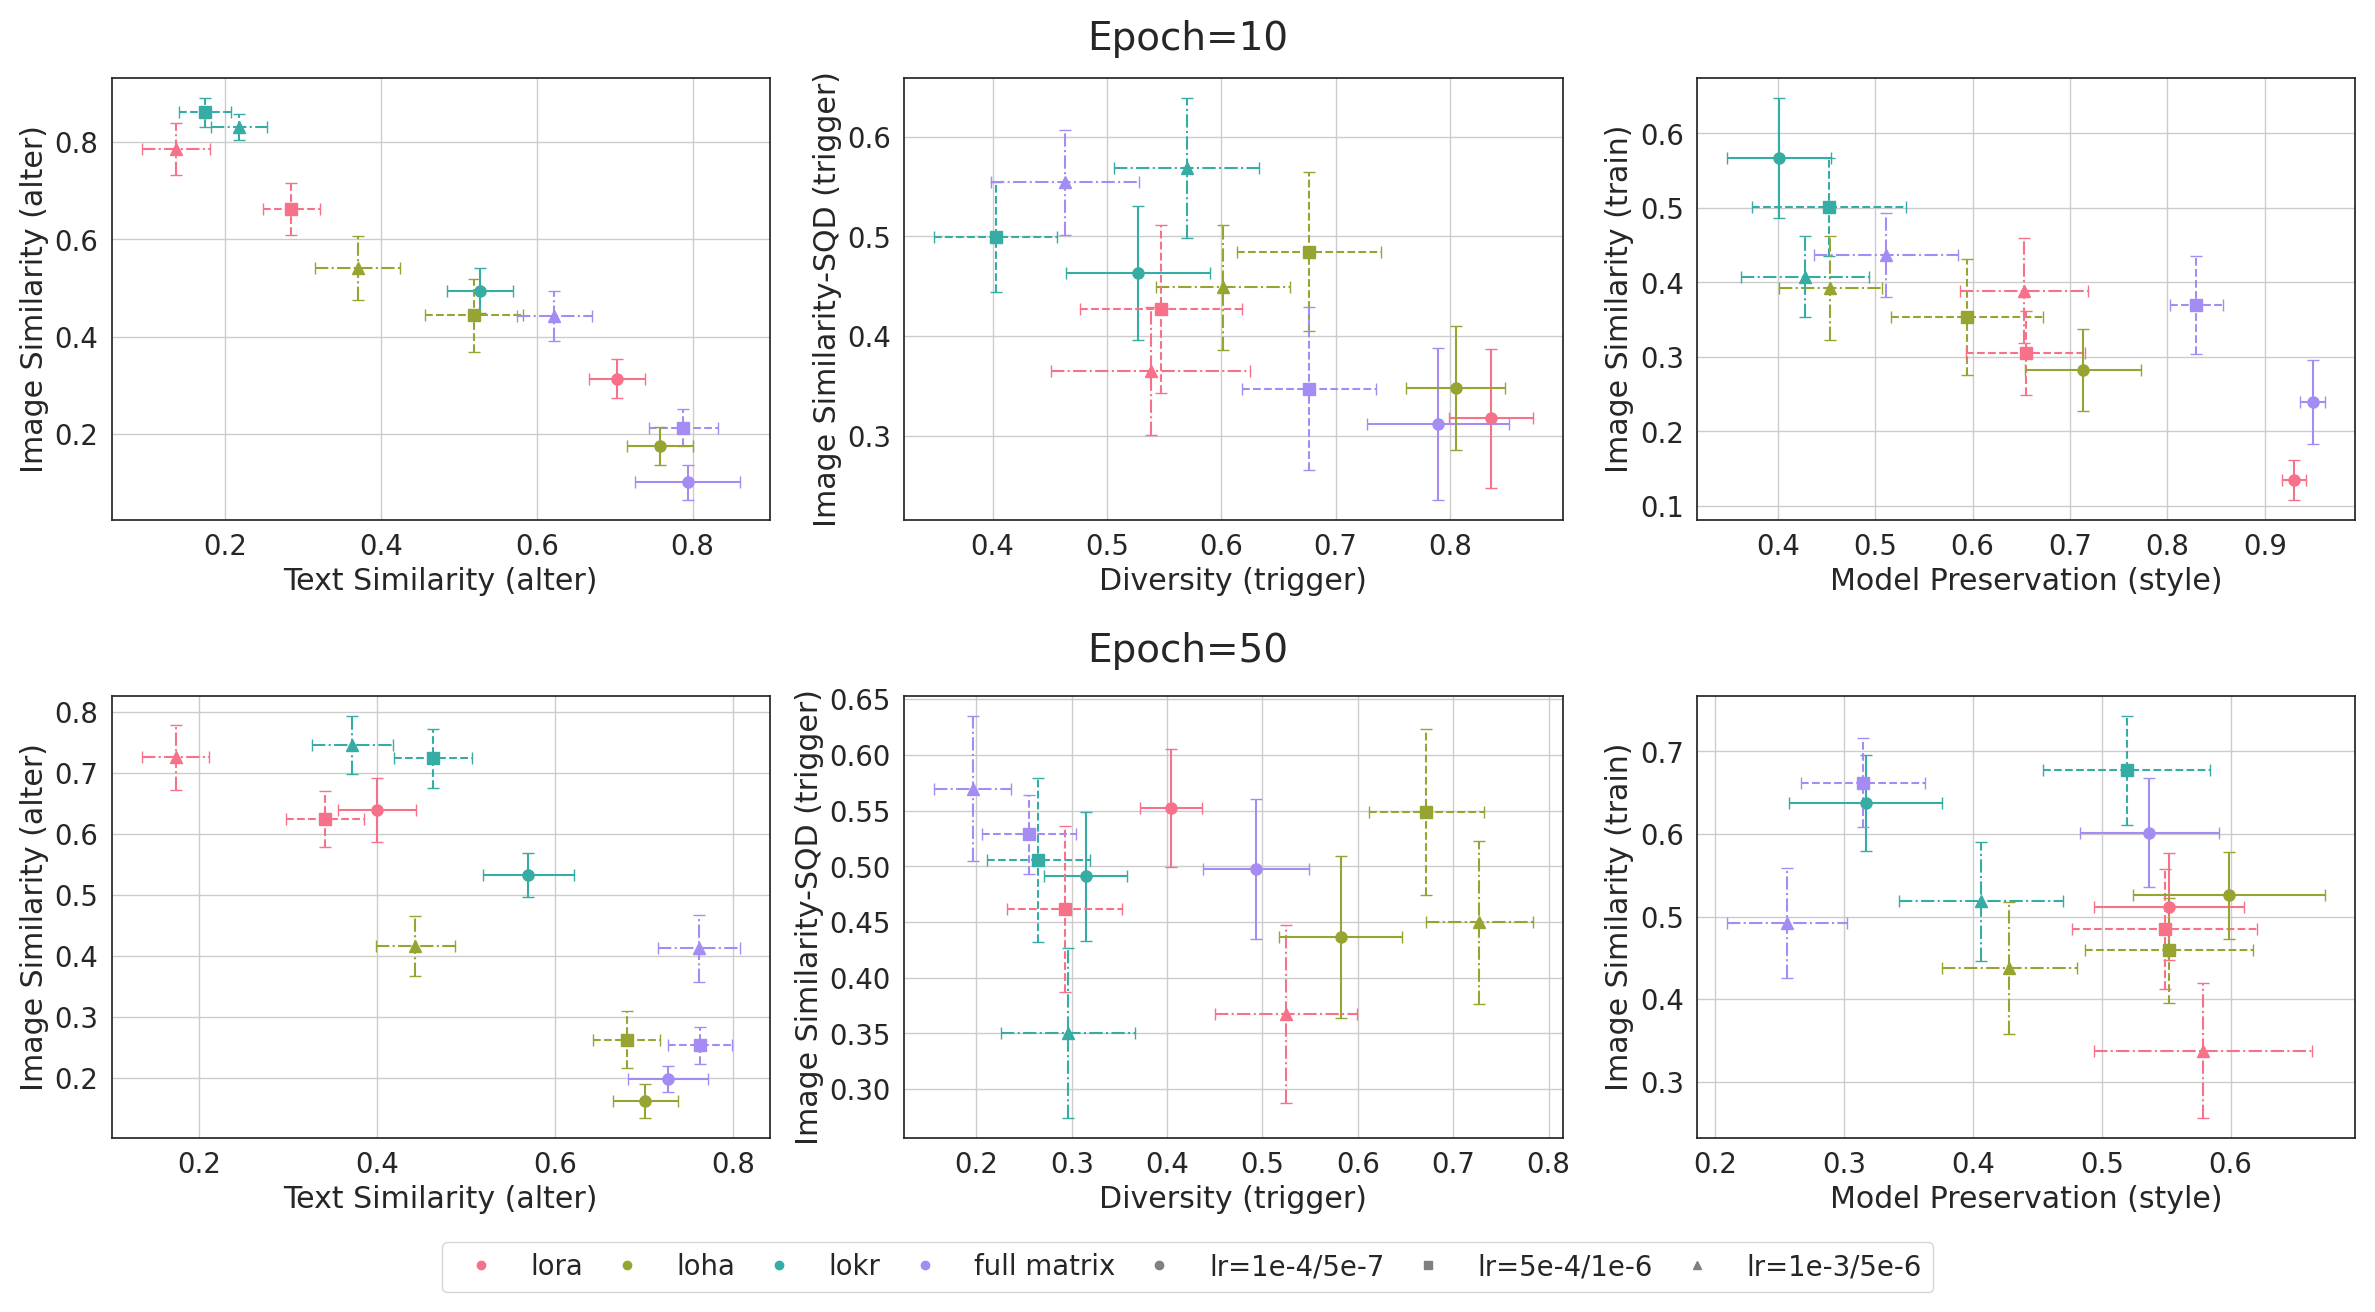 Epoch=10
Image Similarity (alter)
0.8
0.6
0.4
0.2
0.2 0.4 0.6 0.8
Text Similarity (alter)
Image Similarity-SQD (trigger)
0.6
0.5
0.4
0.3
0.4 0.5 0.6 0.7 0.8
Diversity (trigger)
Image Similarity (train)
0.6
0.5
0.4
0.3
0.2
0.1
0.4 0.5 0.6 0.7 0.8 0.9
Model Preservation (style)
Epoch=50
Image Similarity (alter)
0.8
0.7
0.6
0.5
0.4
0.3
0.2
0.2 0.4 0.6 0.8
Text Similarity (alter)
Image Similarity-SQD (trigger)
0.65
0.60
0.55
0.50
0.45
0.40
0.35
0.30
0.2 0.3 0.4 0.5 0.6 0.7 0.8
Diversity (trigger)
Image Similarity (train)
0.7
0.6
0.5
0.4
0.3
0.2 0.3 0.4 0.5 0.6
Model Preservation (style)
lora loha lokr full matrix lr=1e-4/5e-7 lr=5e-4/1e-6 lr=1e-3/5e-6